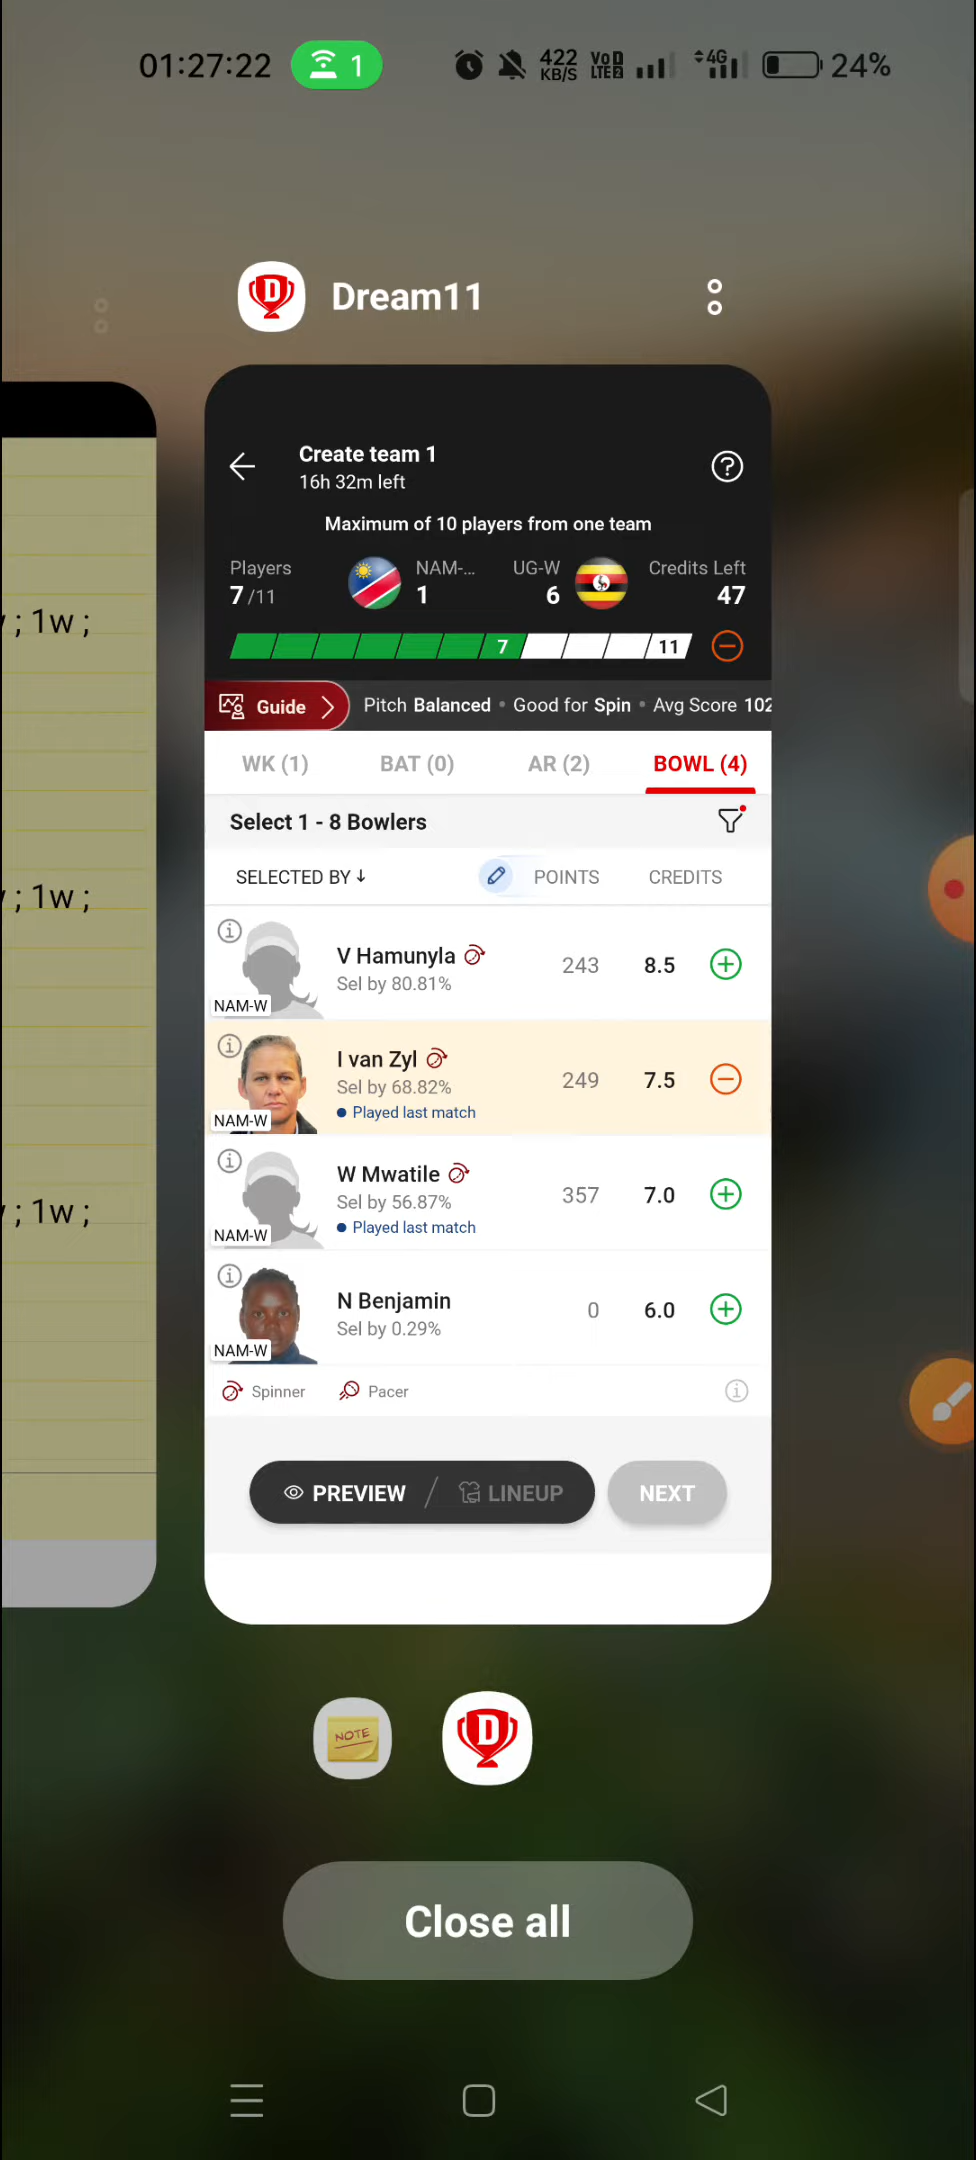 01:27:22
1
422 KB/S
VoD LTE2
4G
24%
Dream11
Create team 1
16h 32m left
Maximum of 10 players from one team
Players
7 /11
NAM-...
1
UG-W
6
Credits Left
47
7
11
Guide
Pitch Balanced • Good for Spin • Avg Score 102
WK (1)
BAT (0)
AR (2)
BOWL (4)
Select 1 - 8 Bowlers
SELECTED BY ↓
POINTS
CREDITS
V Hamunyla
Sel by 80.81%
NAM-W
243
8.5
I van Zyl
Sel by 68.82%
• Played last match
NAM-W
249
7.5
W Mwatile
Sel by 56.87%
• Played last match
NAM-W
357
7.0
N Benjamin
Sel by 0.29%
NAM-W
0
6.0
Spinner
Pacer
PREVIEW / LINEUP
NEXT
; 1w ;
; 1w ;
; 1w ;
NOTE
D
Close all